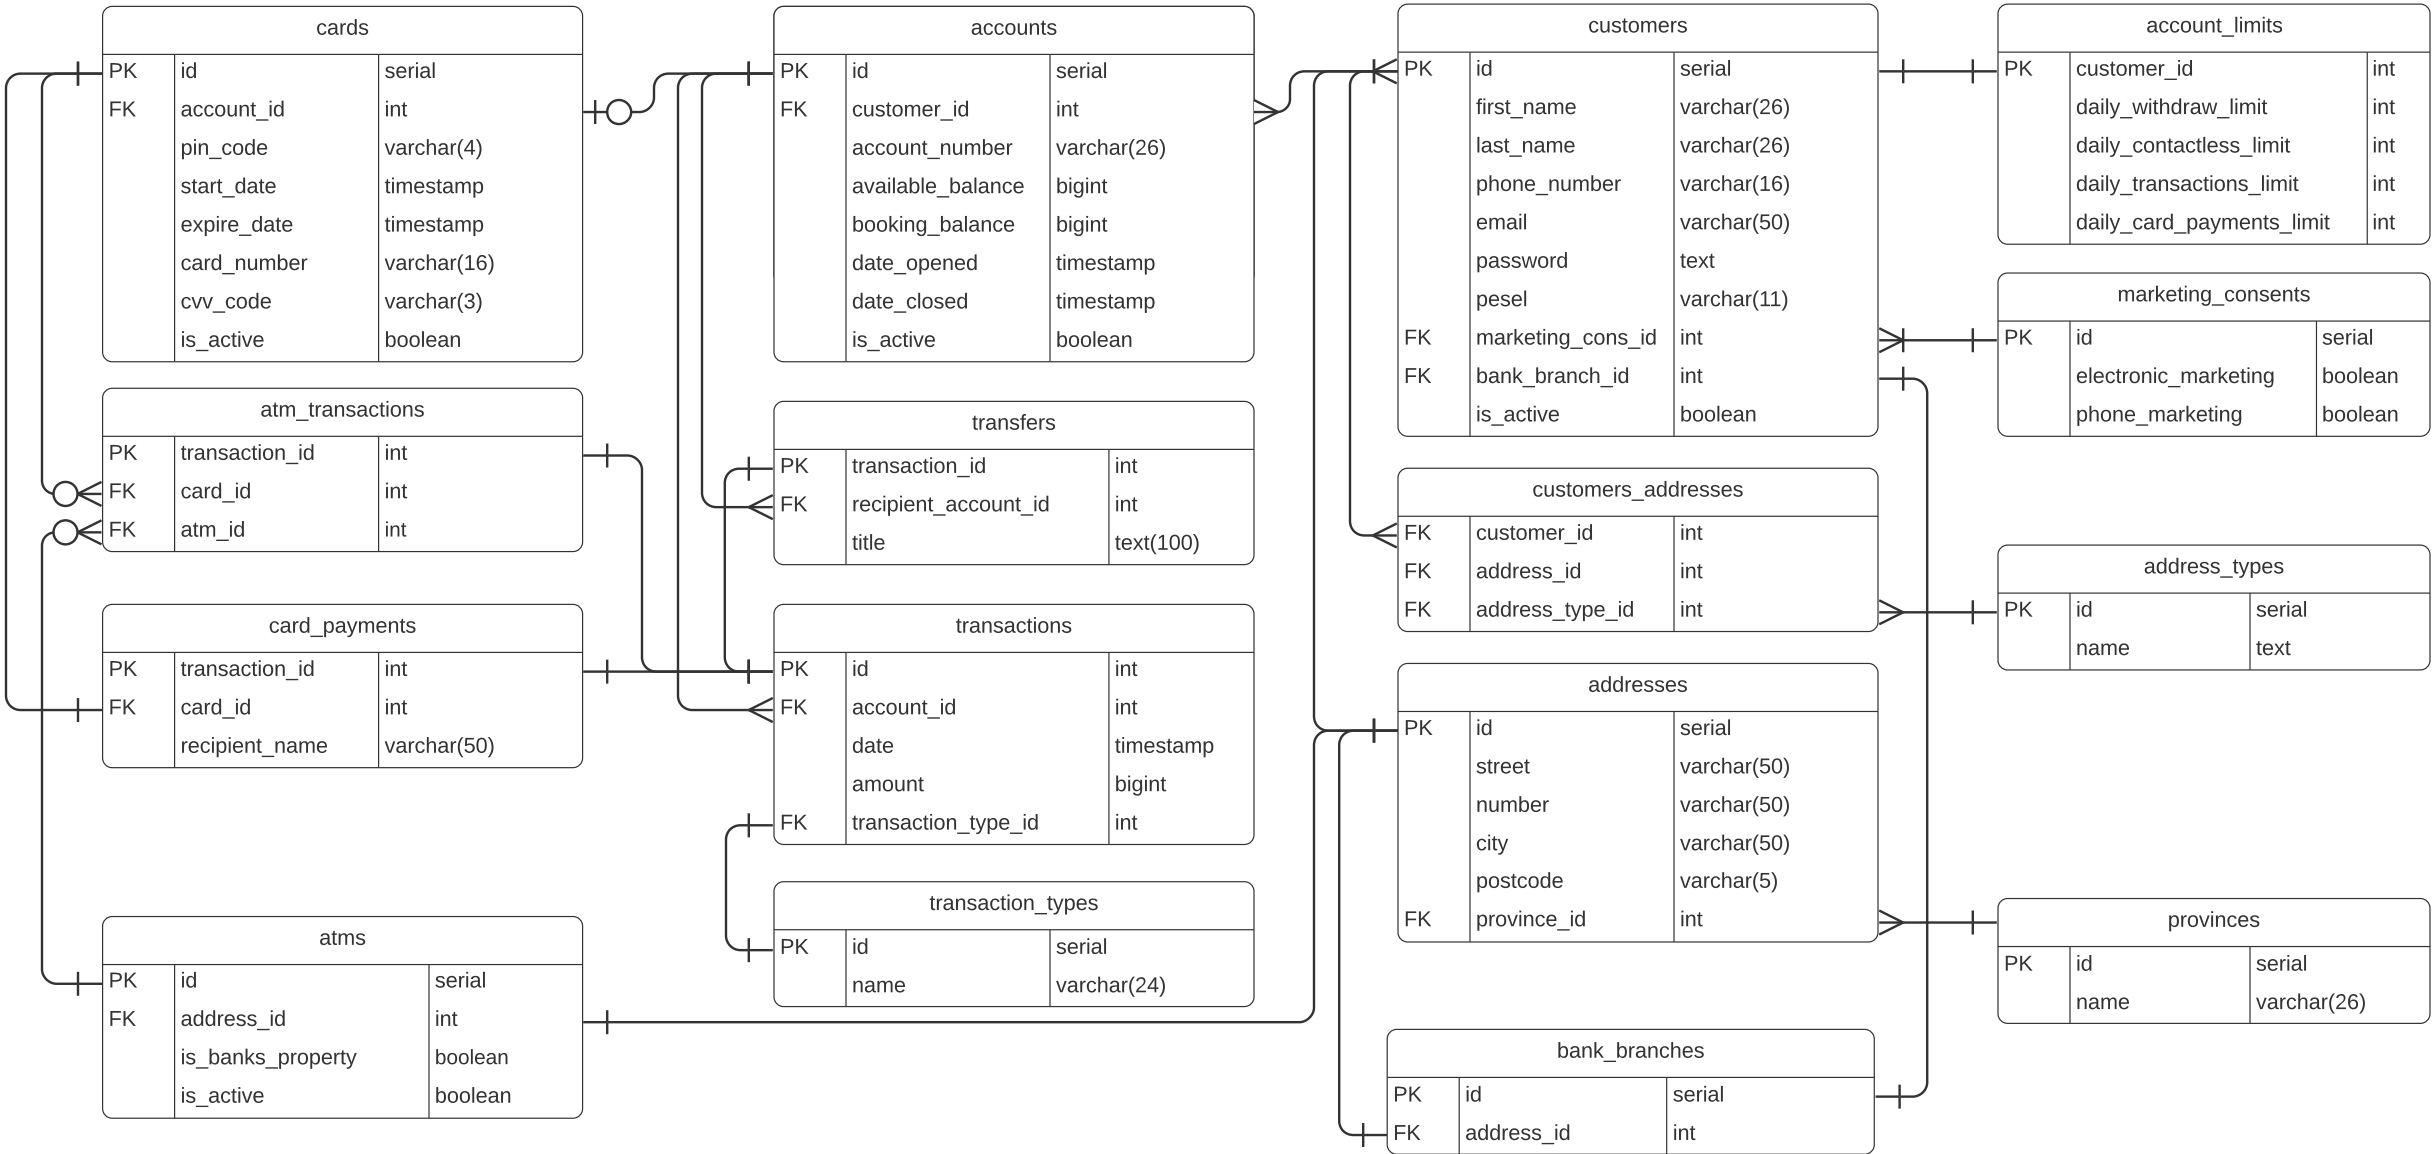 cards
PK id serial
FK account_id int
pin_code varchar(4)
start_date timestamp
expire_date timestamp
card_number varchar(16)
cvv_code varchar(3)
is_active boolean
atm_transactions
PK transaction_id int
FK card_id int
FK atm_id int
card_payments
PK transaction_id int
FK card_id int
recipient_name varchar(50)
atms
PK id serial
FK address_id int
is_banks_property boolean
is_active boolean
accounts
PK id serial
FK customer_id int
account_number varchar(26)
available_balance bigint
booking_balance bigint
date_opened timestamp
date_closed timestamp
is_active boolean
transfers
PK transaction_id int
FK recipient_account_id int
title text(100)
transactions
PK id int
FK account_id int
date timestamp
amount bigint
FK transaction_type_id int
transaction_types
PK id serial
name varchar(24)
customers
PK id serial
first_name varchar(26)
last_name varchar(26)
phone_number varchar(16)
email varchar(50)
password text
pesel varchar(11)
FK marketing_cons_id int
FK bank_branch_id int
is_active boolean
customers_addresses
FK customer_id int
FK address_id int
FK address_type_id int
addresses
PK id serial
street varchar(50)
number varchar(50)
city varchar(50)
postcode varchar(5)
FK province_id int
bank_branches
PK id serial
FK address_id int
account_limits
PK customer_id int
daily_withdraw_limit int
daily_contactless_limit int
daily_transactions_limit int
daily_card_payments_limit int
marketing_consents
PK id serial
electronic_marketing boolean
phone_marketing boolean
address_types
PK id serial
name text
provinces
PK id serial
name varchar(26)